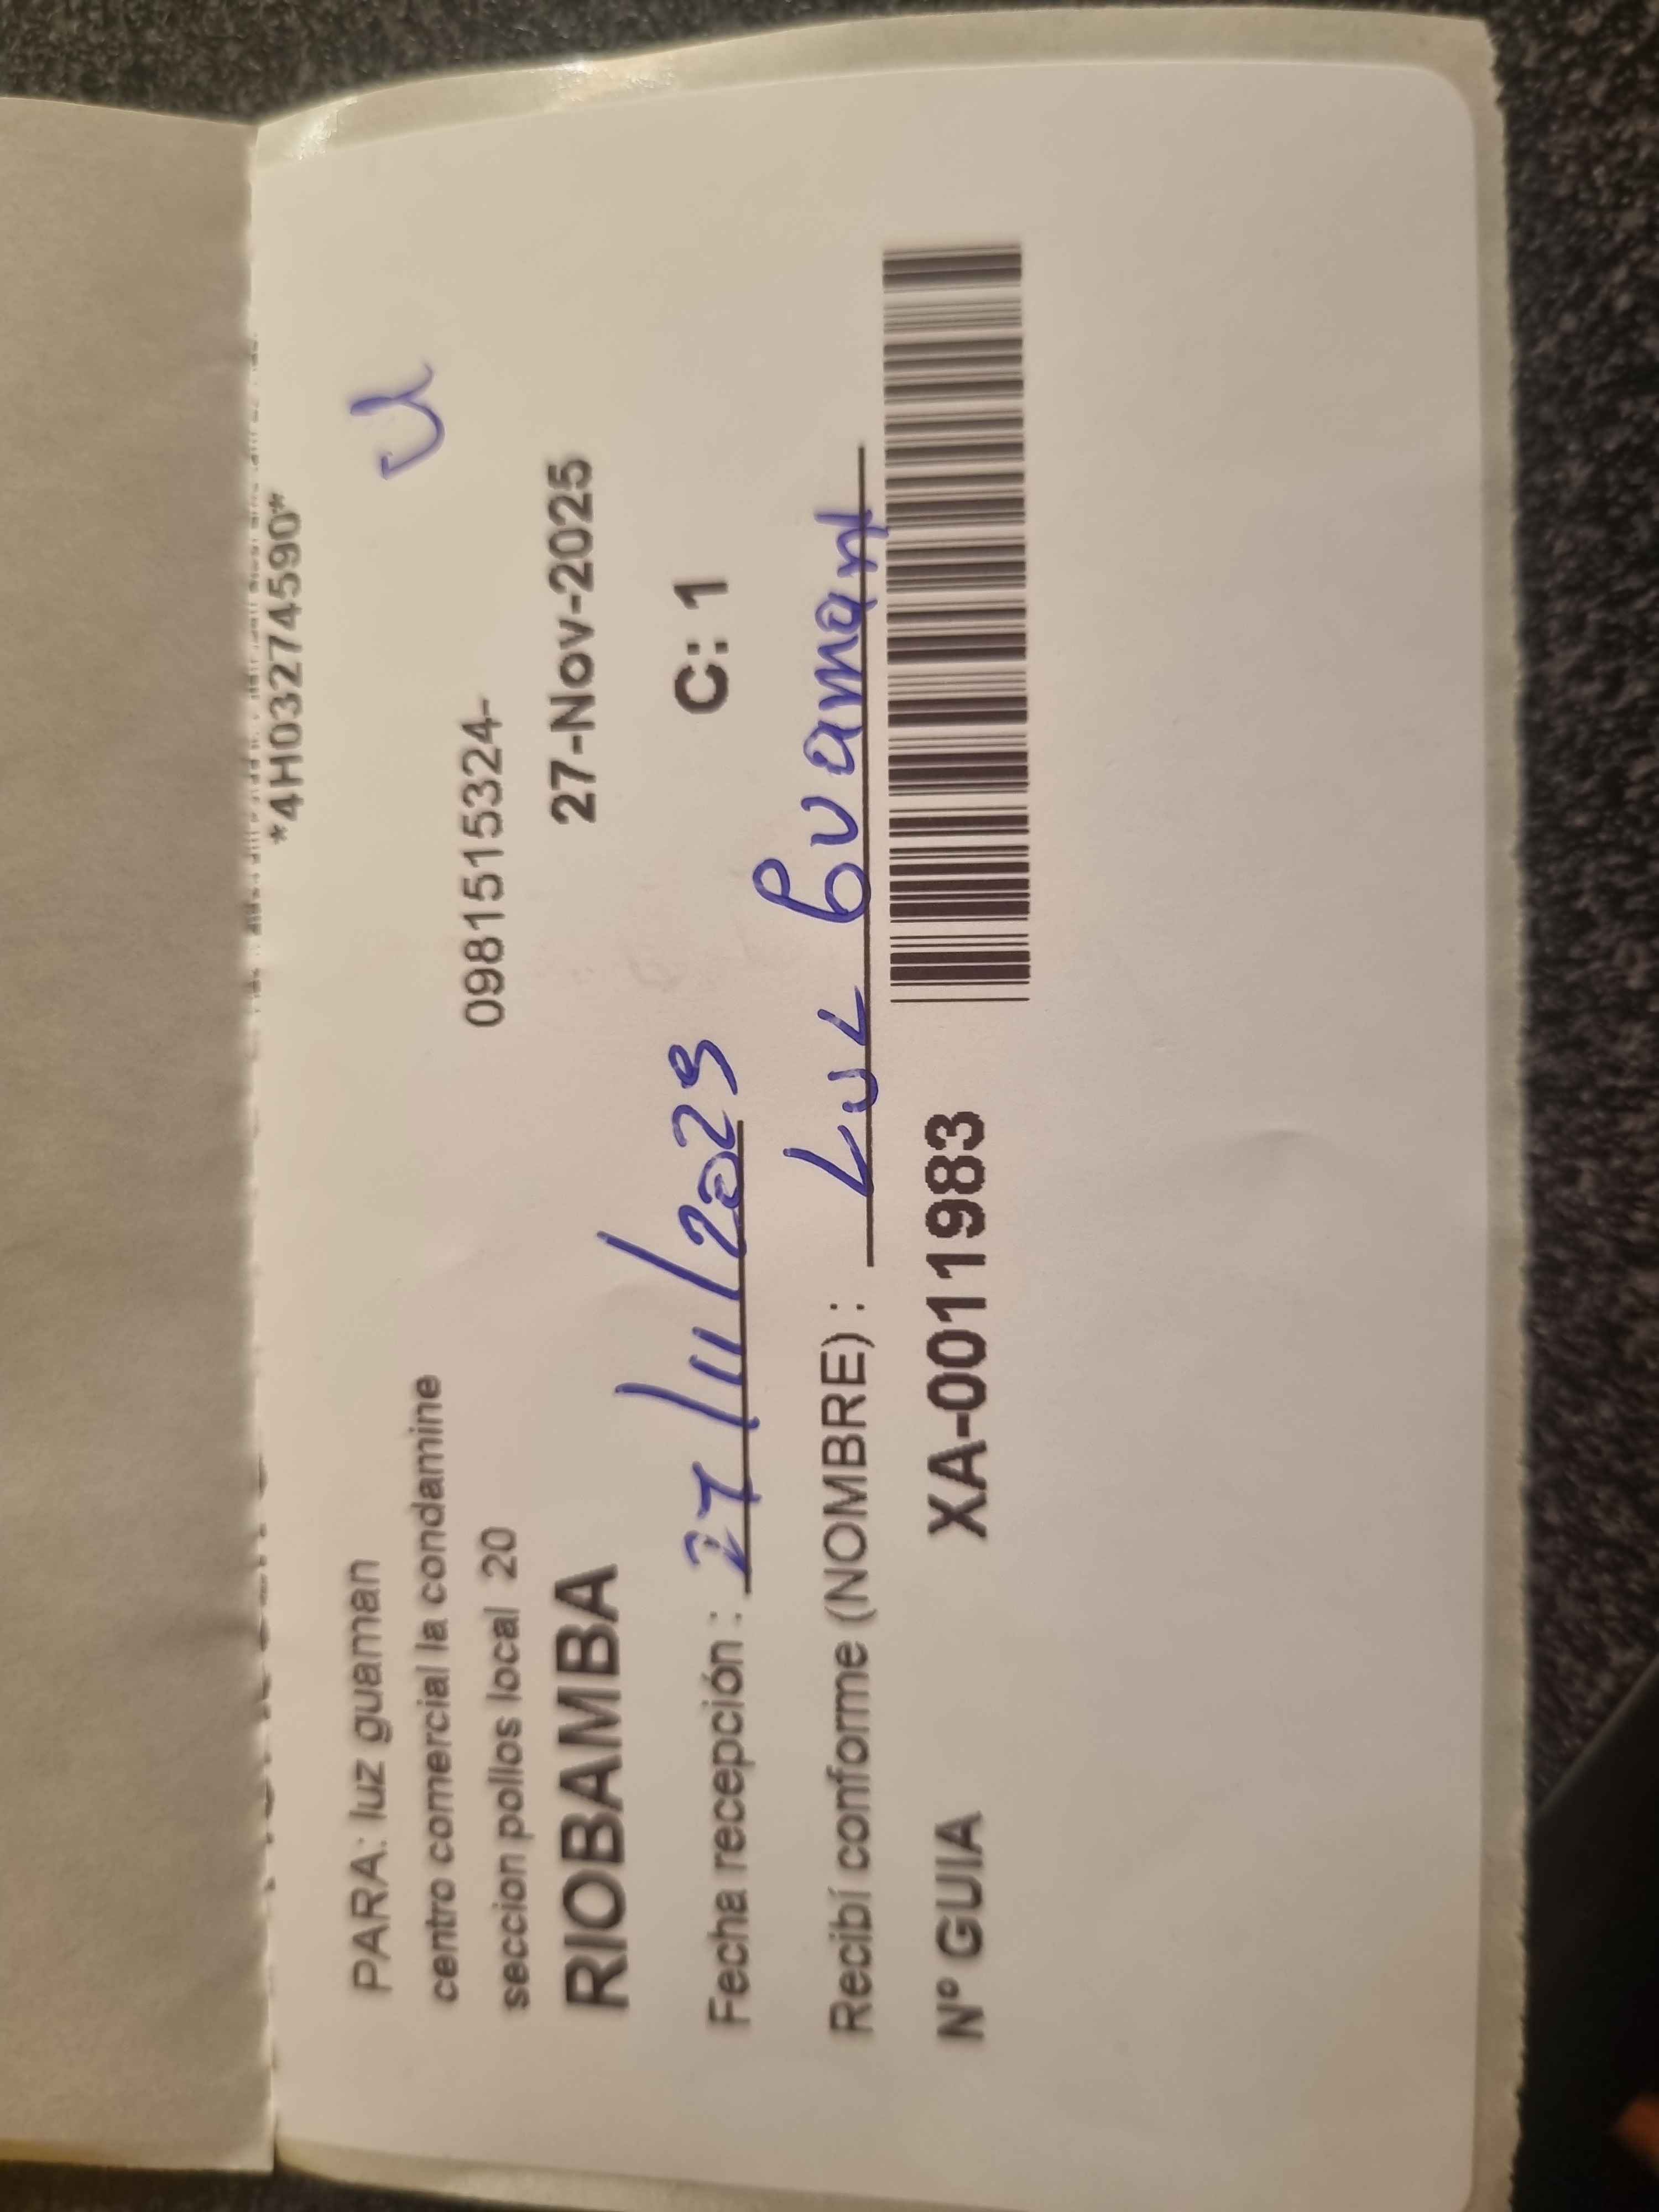 *4H03274590*
PARA: luz guaman
centro comercial la condamine
seccion pollos local 20 0981515324-
RIOBAMBA 27-Nov-2025
Fecha recepción : 27/11/2025 C: 1
Recibí conforme (NOMBRE) : Luz Guaman
Nº GUIA XA-0011983